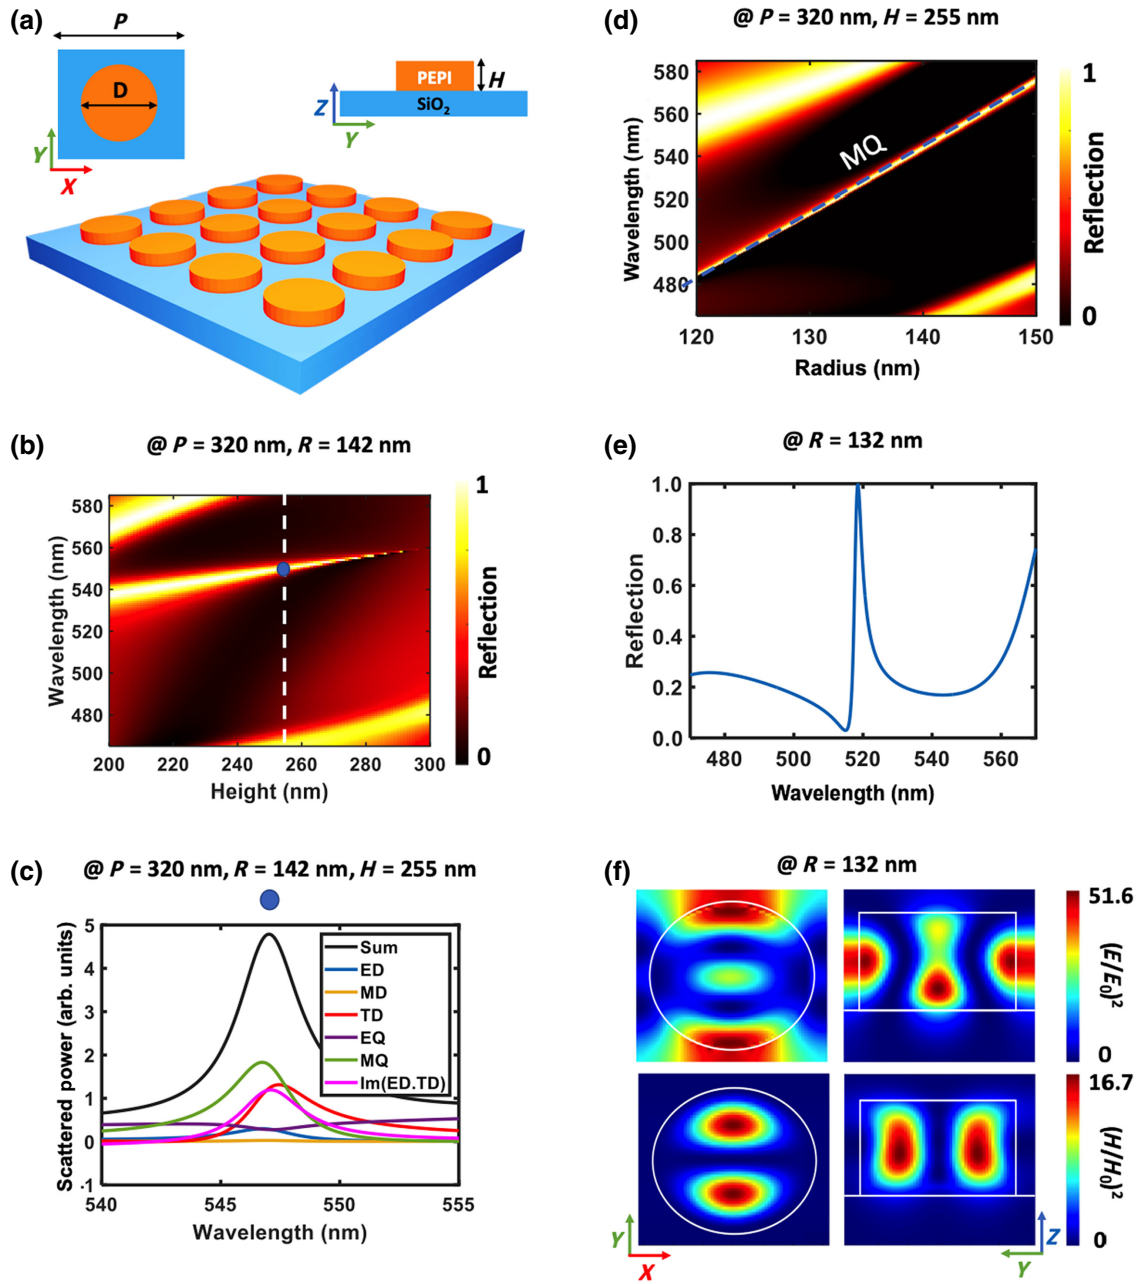 (a)
P
D
Y
X
PEPI
H
SiO2
Z
Y
(b)
@ P = 320 nm, R = 142 nm
Wavelength (nm)
580
560
540
520
500
480
200 220 240 260 280 300
Height (nm)
1
Reflection
0
(c)
@ P = 320 nm, R = 142 nm, H = 255 nm
Scattered power (arb. units)
5
4
3
2
1
0
-1
540 545 550 555
Wavelength (nm)
Sum
ED
MD
TD
EQ
MQ
Im(ED.TD)
(d)
@ P = 320 nm, H = 255 nm
Wavelength (nm)
580
560
540
520
500
480
MQ
120 130 140 150
Radius (nm)
1
Reflection
0
(e)
@ R = 132 nm
Reflection
1.0
0.8
0.6
0.4
0.2
0.0
480 500 520 540 560
Wavelength (nm)
(f)
@ R = 132 nm
51.6
(E/E0)2
0
16.7
(H/H0)2
0
Y
X
Z
Y